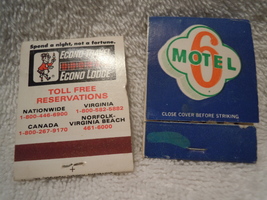 Spend a night, not a fortune.
ECONO LODGE
TOLL FREE
RESERVATIONS
NATIONWIDE
1-800-446-6900
VIRGINIA
1-800-582-5882
CANADA
1-800-267-9170
NORFOLK-
VIRGINIA BEACH
461-6000
MOTEL
6
CLOSE COVER BEFORE STRIKING